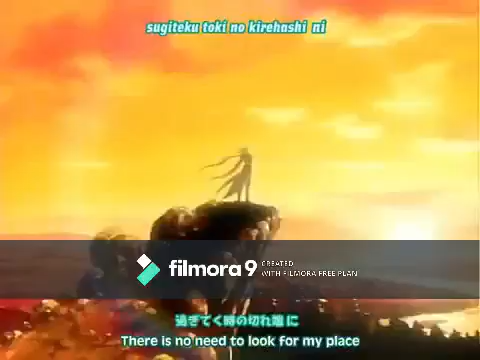 sugiteku toki no kirehashi ni
filmora 9 CREATED
WITH FILMORA FREE PLAN
過ぎてく時の切れ端に
There is no need to look for my place